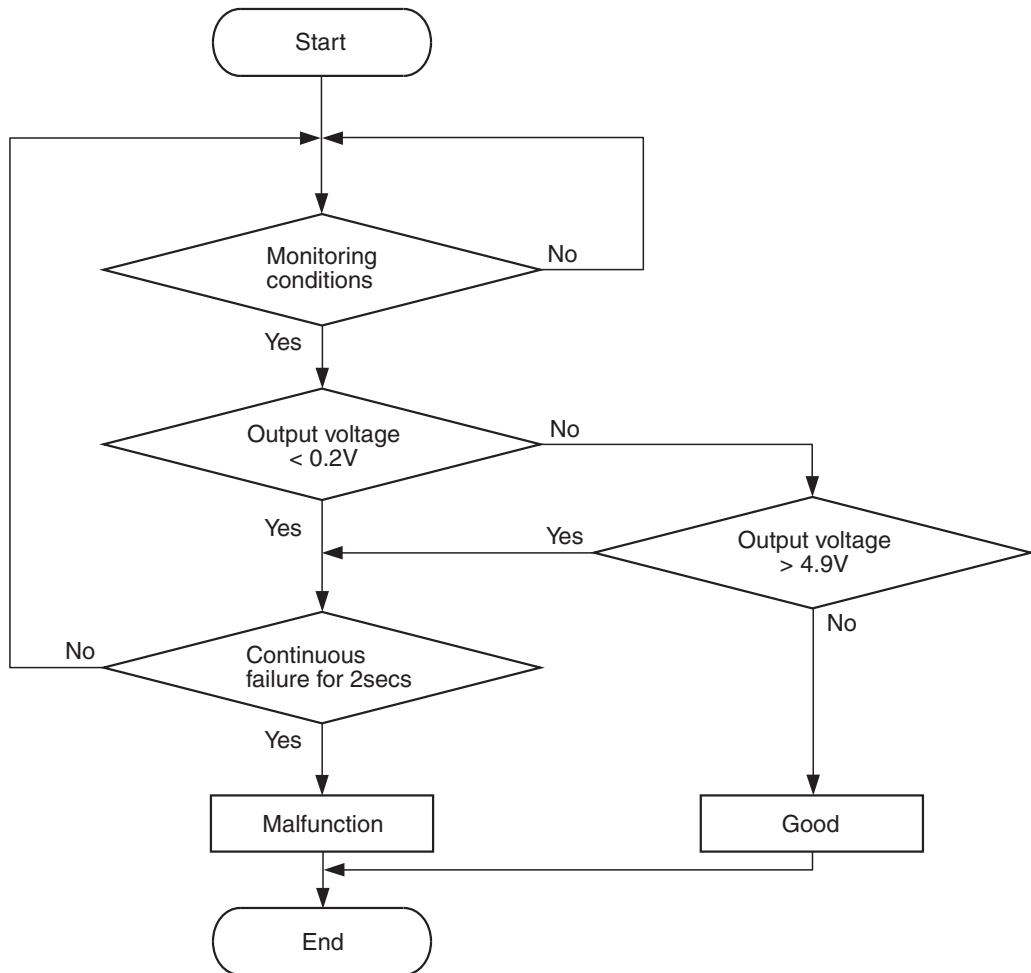 Start
Monitoring
conditions
No
Yes
Output voltage
< 0.2V
No
Yes
Output voltage
> 4.9V
Yes
No
Continuous
failure for 2secs
No
Yes
Malfunction
Good
End